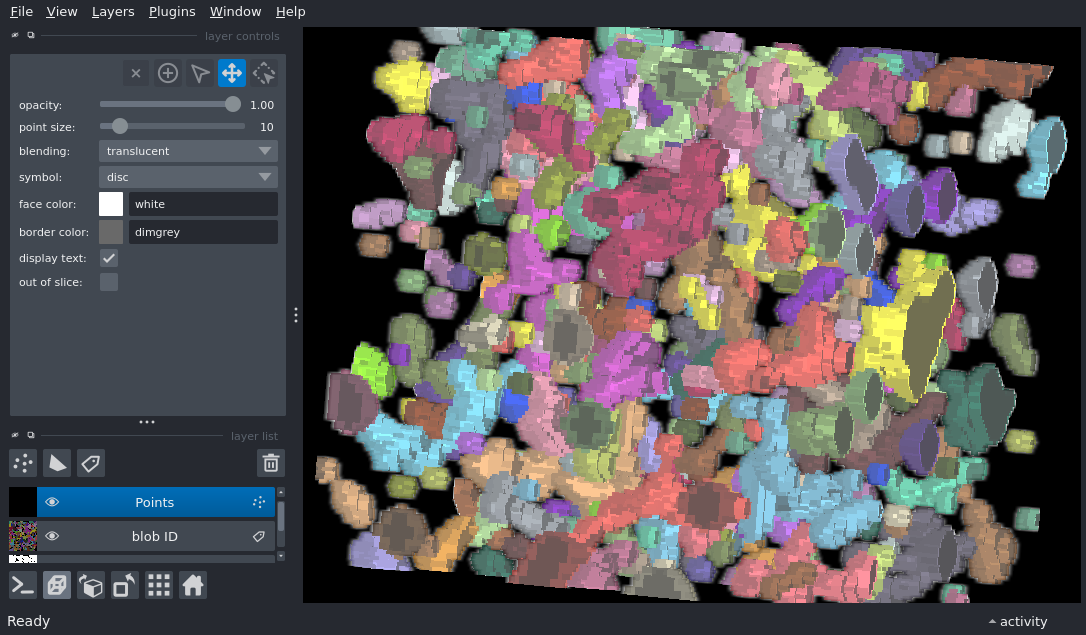 File View Layers Plugins Window Help
layer controls
opacity: 1.00
point size: 10
blending: translucent
symbol: disc
face color: white
border color: dimgrey
display text:
out of slice:
layer list
Points
blob ID
Ready
activity